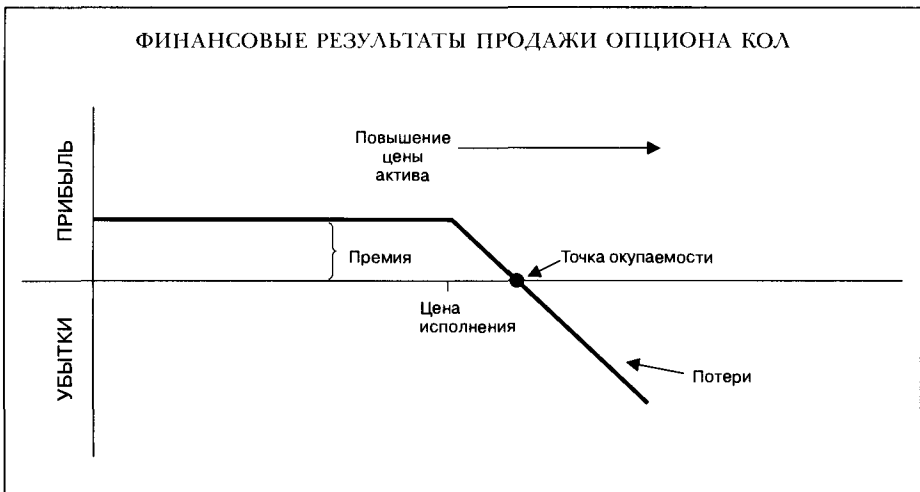 ФИНАНСОВЫЕ РЕЗУЛЬТАТЫ ПРОДАЖИ ОПЦИОНА КОЛ
ПРИБЫЛЬ
Повышение
цены
актива
Премия
Точка окупаемости
Цена
исполнения
УБЫТКИ
Потери